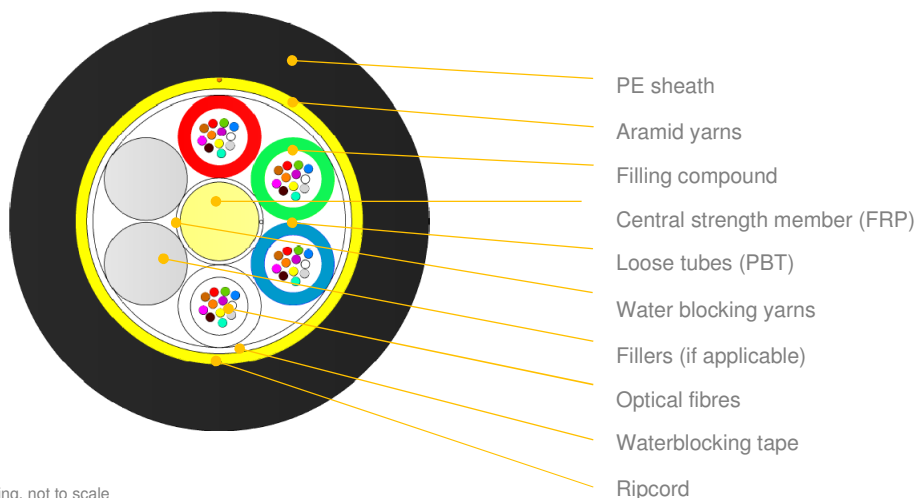 PE sheath
Aramid yarns
Filling compound
Central strength member (FRP)
Loose tubes (PBT)
Water blocking yarns
Fillers (if applicable)
Optical fibres
Waterblocking tape
Ripcord
not to scale